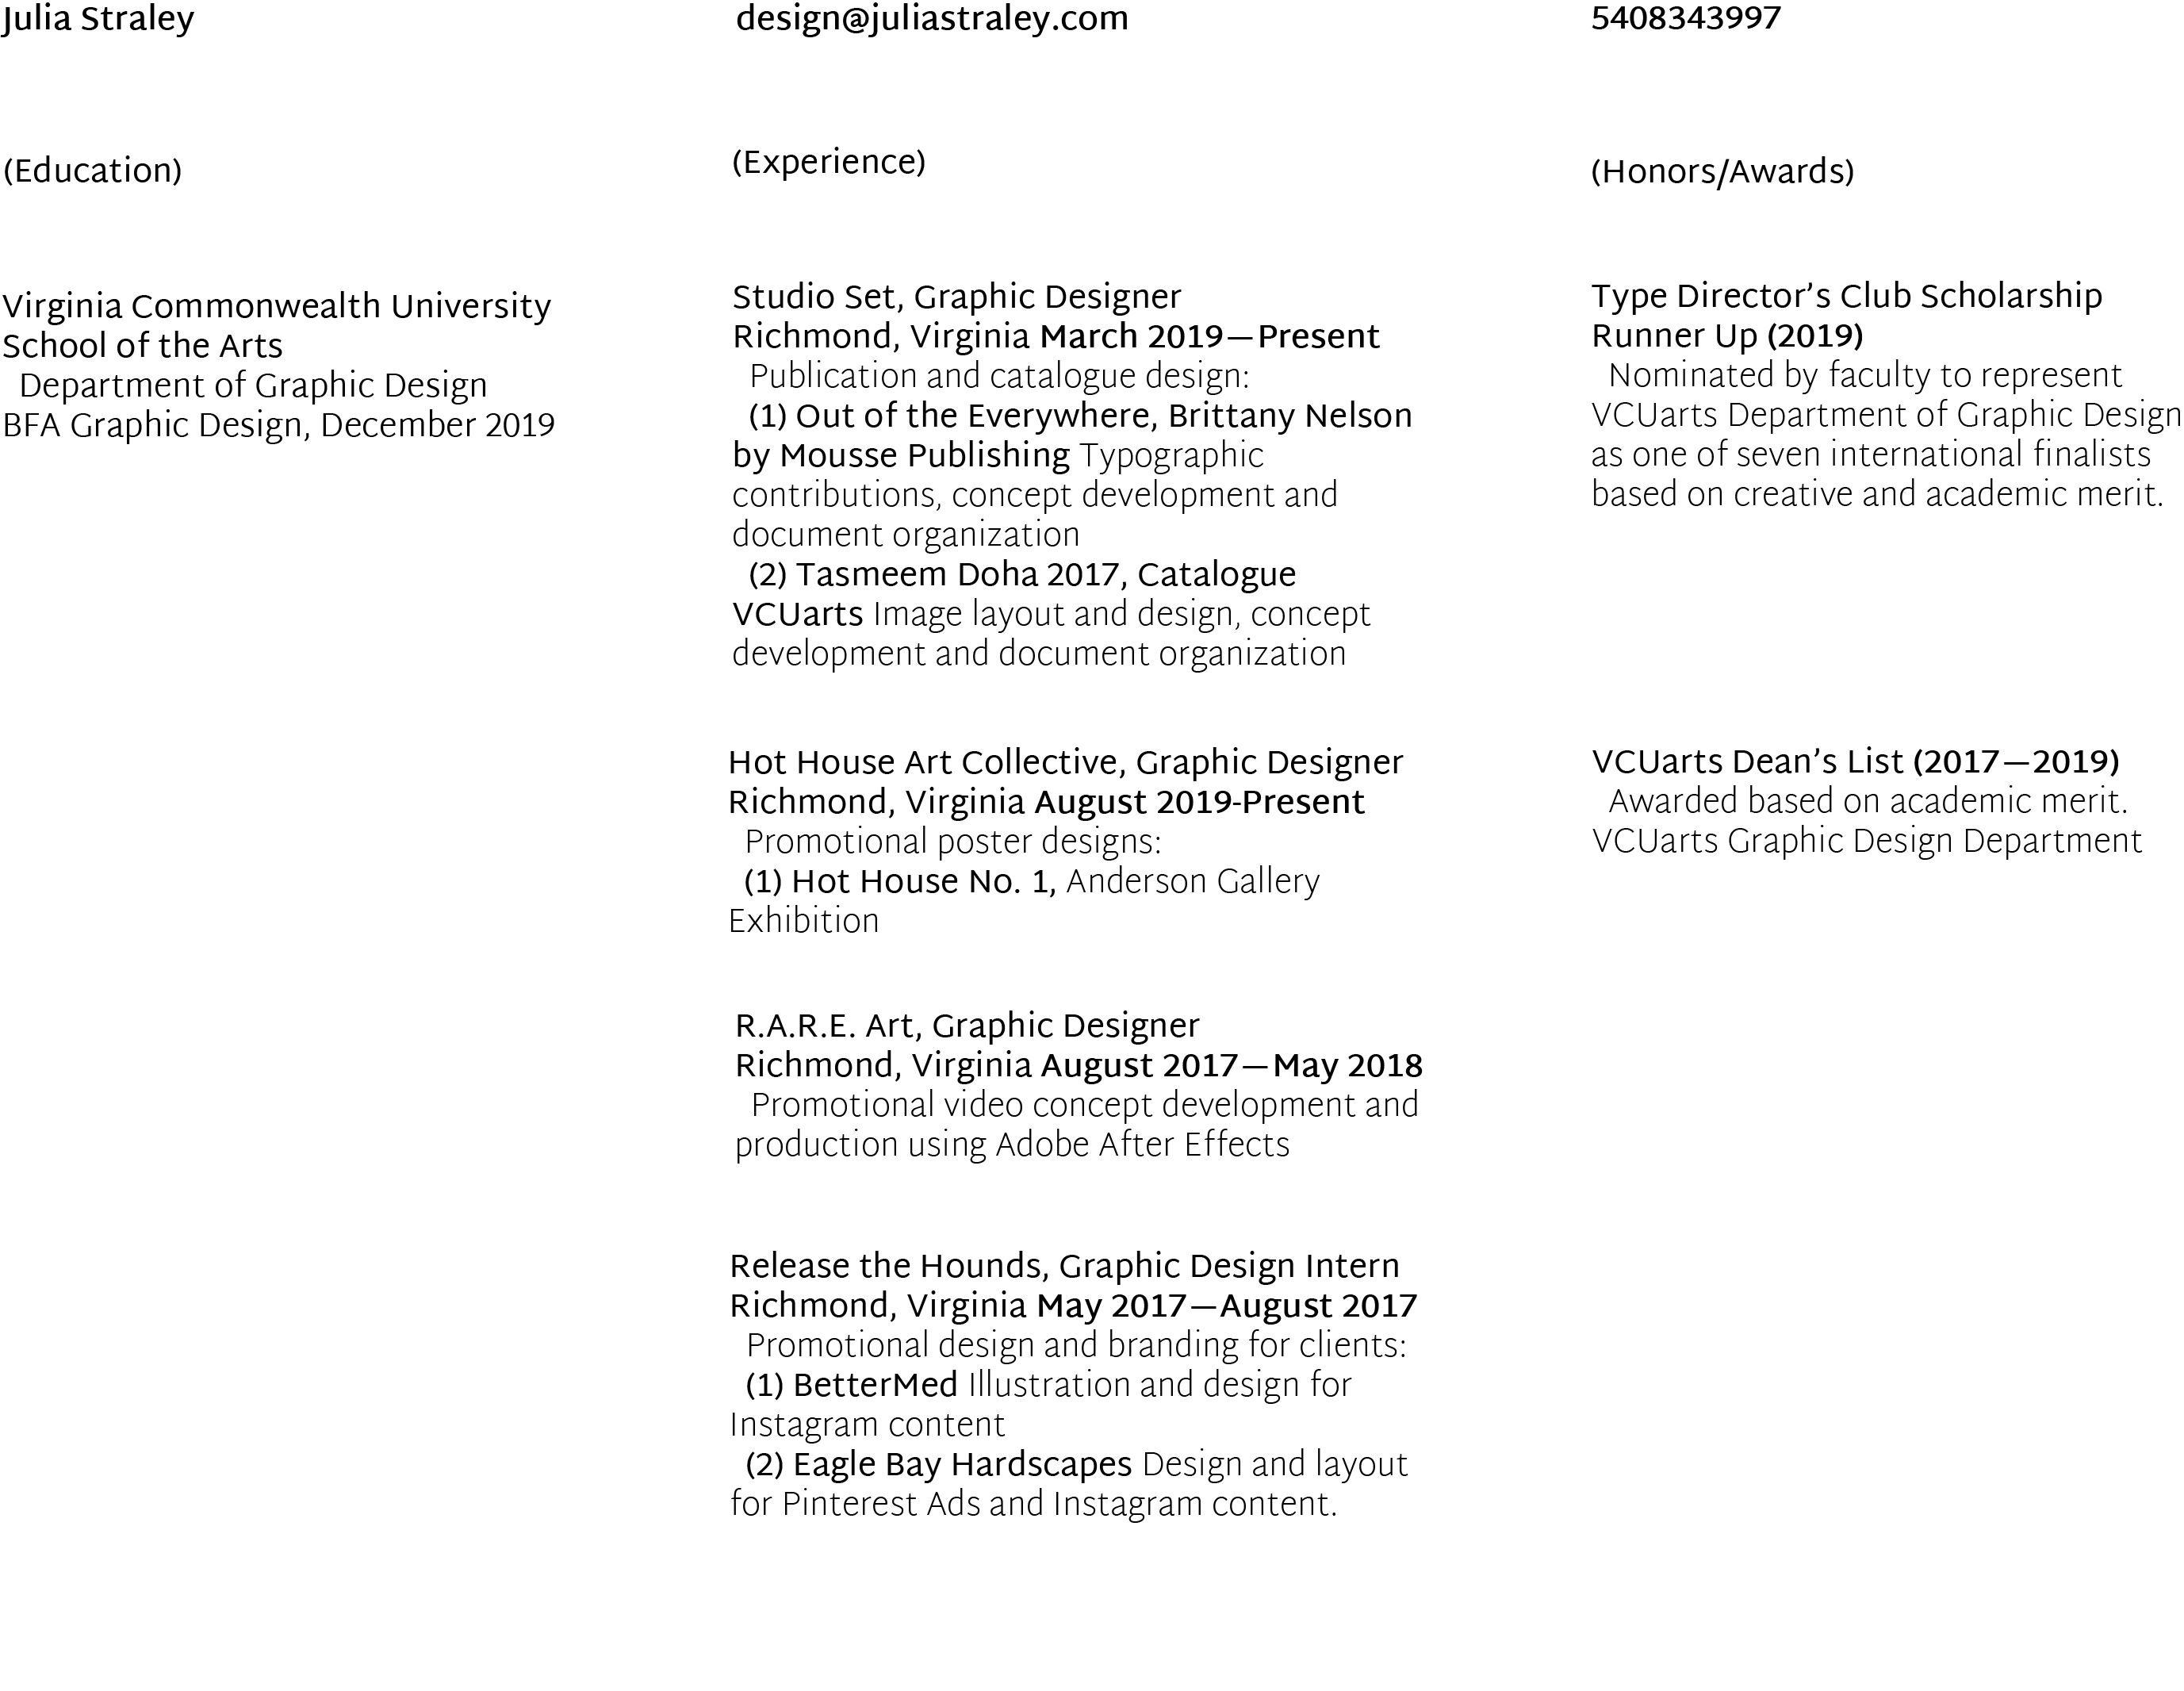 Julia Straley
design@juliastraley.com
5408343997
(Education)
Virginia Commonwealth University
School of the Arts
Department of Graphic Design
BFA Graphic Design, December 2019
(Experience)
Studio Set, Graphic Designer
Richmond, Virginia March 2019—Present
Publication and catalogue design:
(1) Out of the Everywhere, Brittany Nelson
by Mousse Publishing Typographic
contributions, concept development and
document organization
(2) Tasmeem Doha 2017, Catalogue
VCUarts Image layout and design, concept
development and document organization
Hot House Art Collective, Graphic Designer
Richmond, Virginia August 2019-Present
Promotional poster designs:
(1) Hot House No. 1, Anderson Gallery
Exhibition
R.A.R.E. Art, Graphic Designer
Richmond, Virginia August 2017—May 2018
Promotional video concept development and
production using Adobe After Effects
Release the Hounds, Graphic Design Intern
Richmond, Virginia May 2017—August 2017
Promotional design and branding for clients:
(1) BetterMed Illustration and design for
Instagram content
(2) Eagle Bay Hardscapes Design and layout
for Pinterest Ads and Instagram content.
(Honors/Awards)
Type Director’s Club Scholarship
Runner Up (2019)
Nominated by faculty to represent
VCUarts Department of Graphic Design
as one of seven international finalists
based on creative and academic merit.
VCUarts Dean’s List (2017—2019)
Awarded based on academic merit.
VCUarts Graphic Design Department